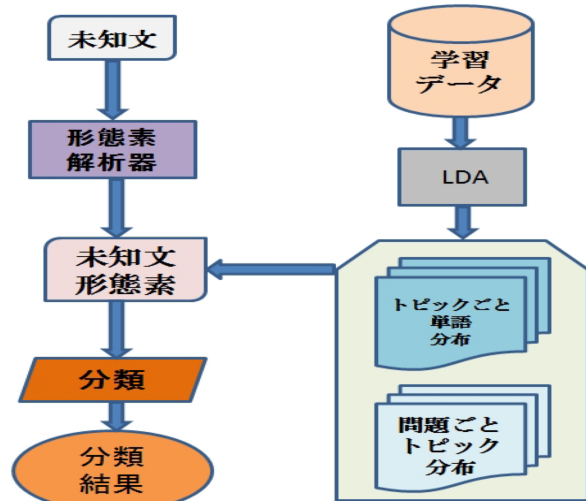 未知文
形態素
解析器
未知文
形態素
分類
分類
結果
学習
データ
LDA
トピックごと
単語
分布
問題ごと
トピック
分布